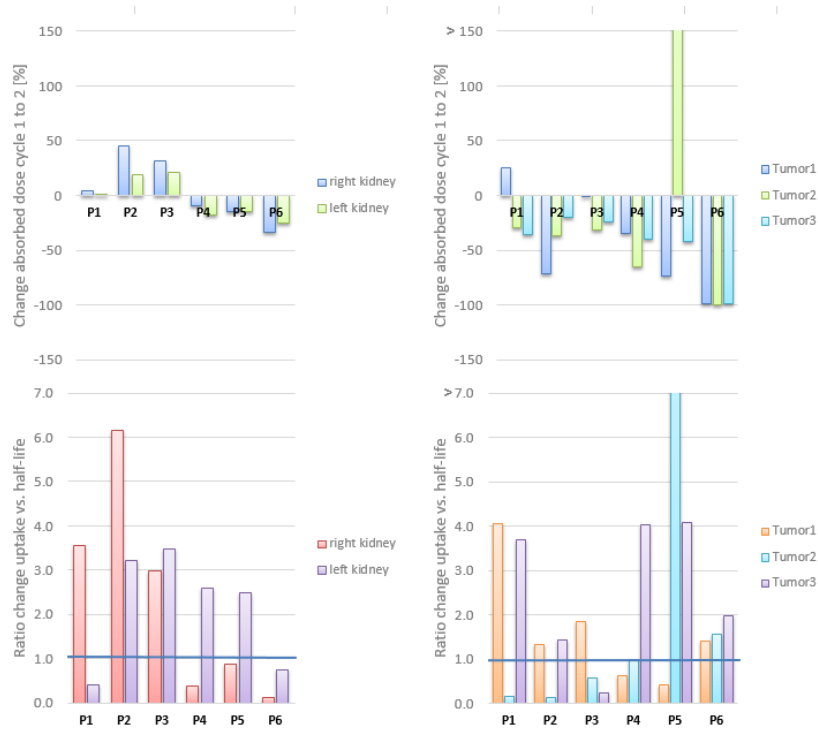 Change absorbed dose cycle 1 to 2 [%]
150
100
50
0
-50
-100
-150
P1 P2 P3 P4 P5 P6
right kidney
left kidney
Change absorbed dose cycle 1 to 2 [%]
> 150
100
50
0
-50
-100
-150
P1 P2 P3 P4 P5 P6
Tumor1
Tumor2
Tumor3
Ratio change uptake vs. half-life
7.0
6.0
5.0
4.0
3.0
2.0
1.0
0.0
P1 P2 P3 P4 P5 P6
right kidney
left kidney
Ratio change uptake vs. half-life
>7.0
6.0
5.0
4.0
3.0
2.0
1.0
0.0
P1 P2 P3 P4 P5 P6
Tumor1
Tumor2
Tumor3